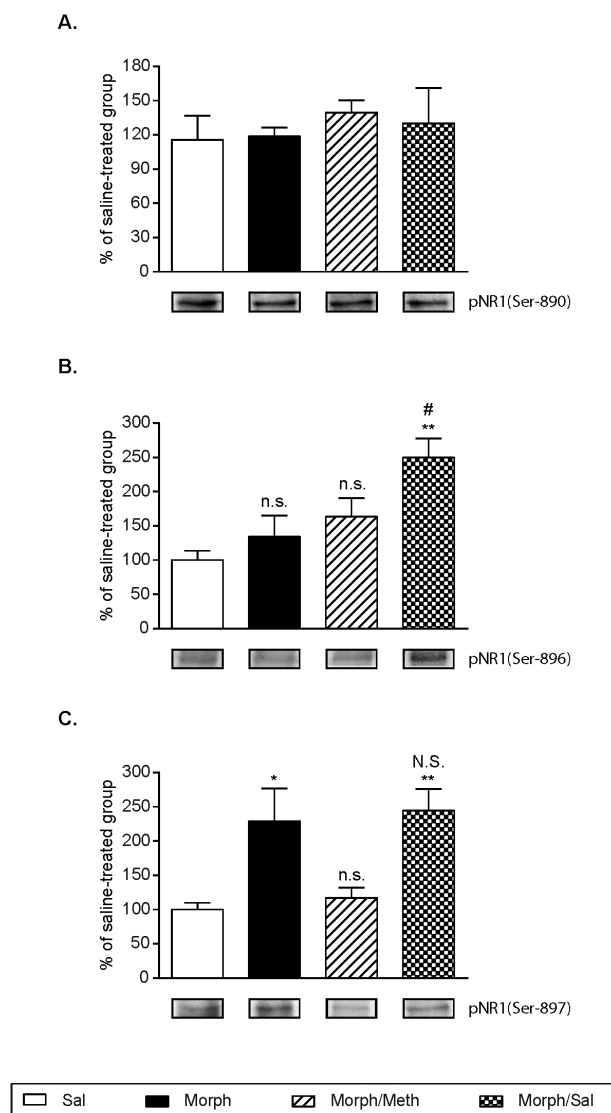 A.
% of saline-treated group
180
150
120
90
60
30
0
pNR1(Ser-890)
B.
% of saline-treated group
300
250
200
150
100
50
0
n.s.
n.s.
#
**
pNR1(Ser-896)
C.
% of saline-treated group
300
250
200
150
100
50
0
*
n.s.
N.S.
**
pNR1(Ser-897)
Sal Morph Morph/Meth Morph/Sal